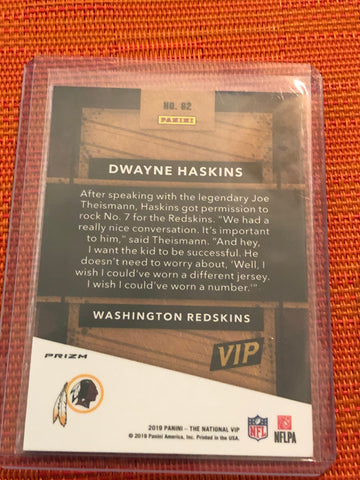 NO. 82
PANINI
DWAYNE HASKINS
After speaking with the legendary Joe
Theismann, Haskins got permission to
rock No. 7 for the Redskins. "We had a
really nice conversation. It's important
to him," said Theismann. "And hey,
I want the kid to be successful. He
doesn't need to worry about, 'Well, I
wish I could've worn a different jersey.
I wish I could've worn a number.'"
WASHINGTON REDSKINS
VIP
PRIZM
2019 PANINI – THE NATIONAL VIP
© 2019 Panini America, Inc. Printed in the USA.
NFL
NFLPA